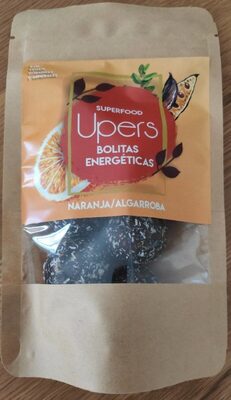 SUPERFOOD
Upers
BOLITAS
ENERGÉTICAS
NARANJA/ALGARROBA